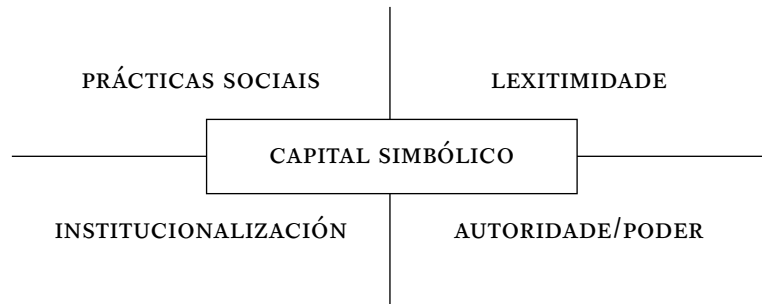 PRÁCTICAS SOCIAIS
LEXITIMIDADE
CAPITAL SIMBÓLICO
INSTITUCIONALIZACIÓN
AUTORIDADE/PODER